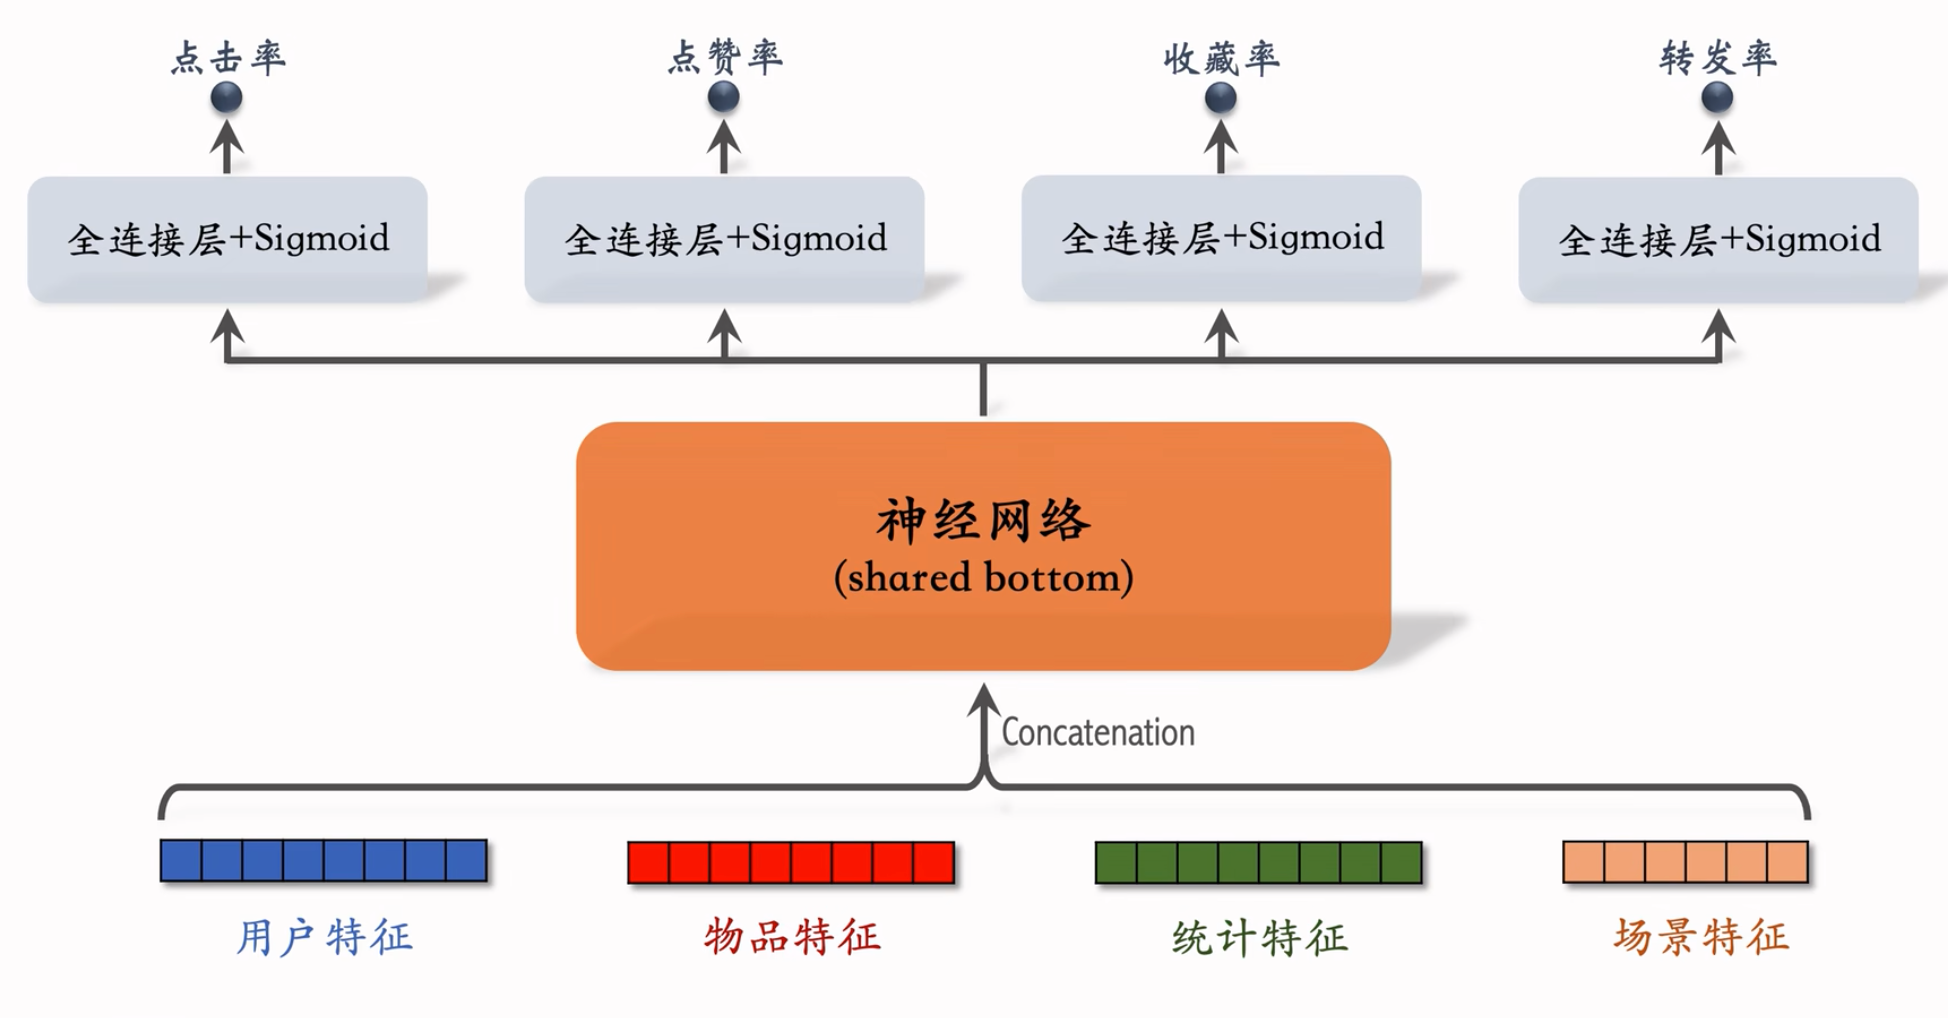 点击率
点赞率
收藏率
转发率
全连接层+Sigmoid
全连接层+Sigmoid
全连接层+Sigmoid
全连接层+Sigmoid
神经网络
(shared bottom)
Concatenation
用户特征
物品特征
统计特征
场景特征